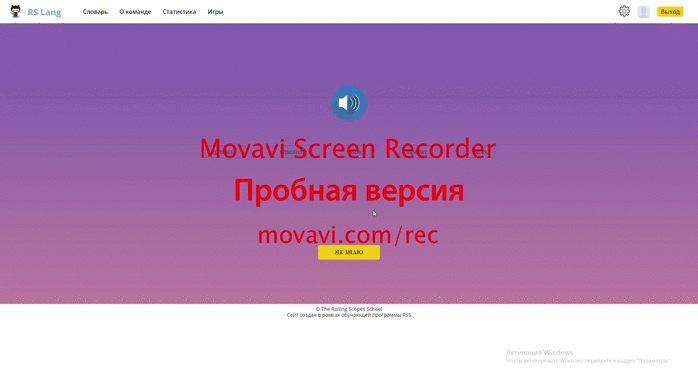 RS Lang
Словарь О команде Статистика Игры
Выход
Movavi Screen Recorder
Пробная версия
movavi.com/rec
НЕ ЗНАЮ
© The Rolling Scopes School
Сайт создан в рамках обучающей программы RSS
Активация Windows
Чтобы активировать Windows, перейдите в раздел "Параметры".